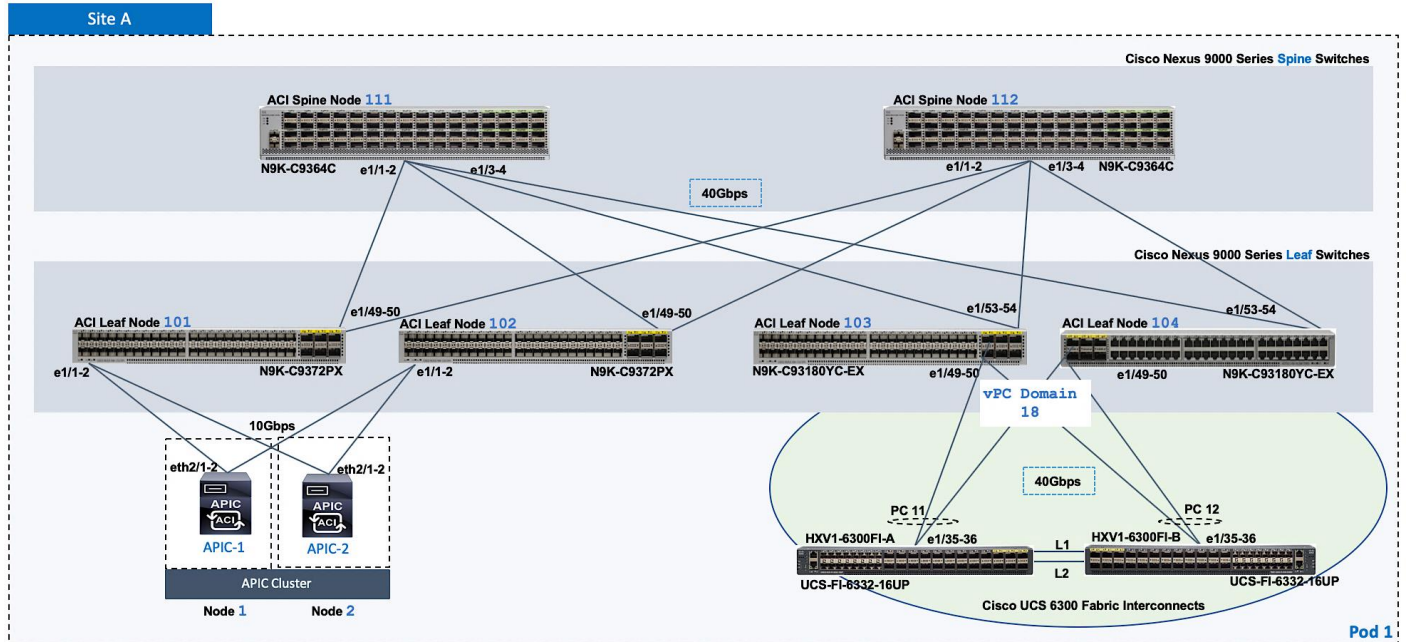 Site A
Cisco Nexus 9000 Series Spine Switches
ACI Spine Node 111
ACI Spine Node 112
N9K-C9364C
e1/1-2
e1/3-4
e1/1-2
e1/3-4
N9K-C9364C
40Gbps
Cisco Nexus 9000 Series Leaf Switches
e1/49-50
e1/49-50
e1/53-54
e1/53-54
ACI Leaf Node 101
ACI Leaf Node 102
ACI Leaf Node 103
ACI Leaf Node 104
e1/1-2
N9K-C9372PX
e1/1-2
N9K-C9372PX
N9K-C93180YC-EX
e1/49-50
e1/49-50
N9K-C93180YC-EX
vPC Domain
18
10Gbps
eth2/1-2
eth2/1-2
APIC
ACI
APIC-1
APIC
ACI
APIC-2
APIC Cluster
Node 1
Node 2
40Gbps
PC 11
PC 12
HXV1-6300FI-A
e1/35-36
L1
L2
HXV1-6300FI-B
e1/35-36
UCS-FI-6332-16UP
UCS-FI-6332-16UP
Cisco UCS 6300 Fabric Interconnects
Pod 1